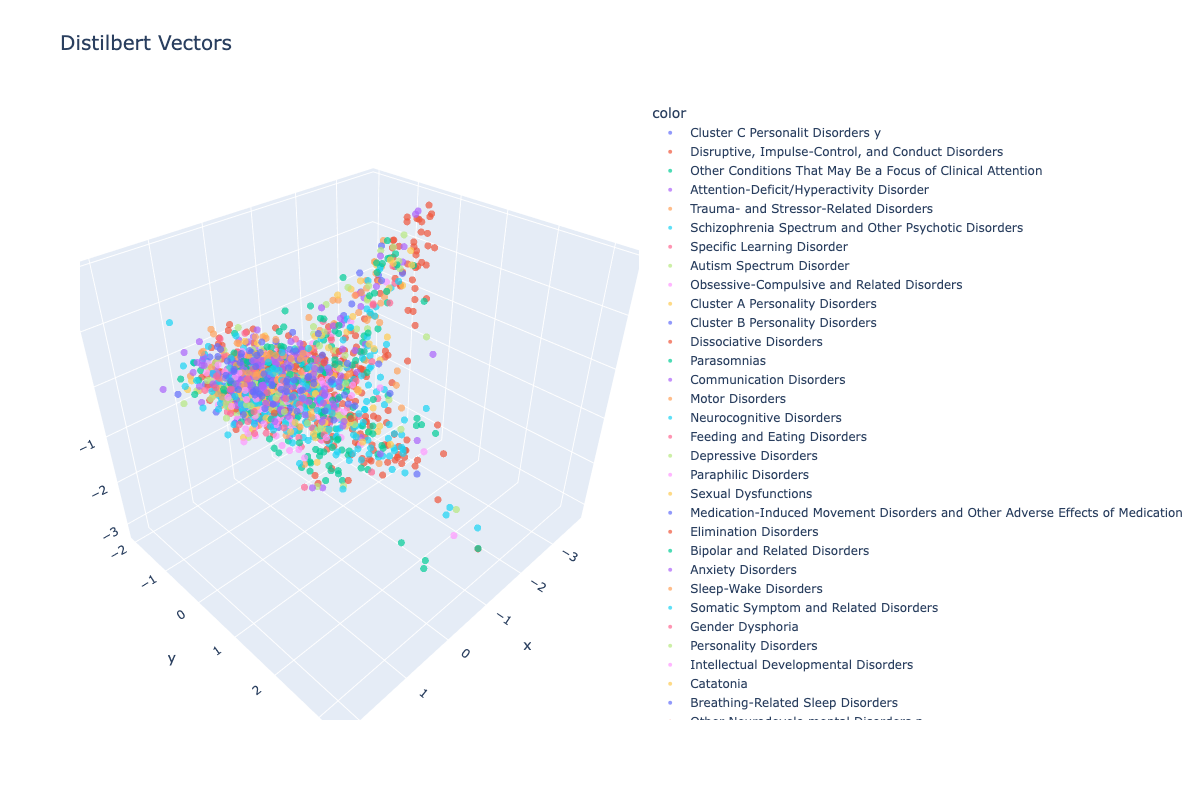 Distilbert Vectors
color
Cluster C Personalit Disorders y
Disruptive, Impulse-Control, and Conduct Disorders
Other Conditions That May Be a Focus of Clinical Attention
Attention-Deficit/Hyperactivity Disorder
Trauma- and Stressor-Related Disorders
Schizophrenia Spectrum and Other Psychotic Disorders
Specific Learning Disorder
Autism Spectrum Disorder
Obsessive-Compulsive and Related Disorders
Cluster A Personality Disorders
Cluster B Personality Disorders
Dissociative Disorders
Parasomnias
Communication Disorders
Motor Disorders
Neurocognitive Disorders
Feeding and Eating Disorders
Depressive Disorders
Paraphilic Disorders
Sexual Dysfunctions
Medication-Induced Movement Disorders and Other Adverse Effects of Medication
Elimination Disorders
Bipolar and Related Disorders
Anxiety Disorders
Sleep-Wake Disorders
Somatic Symptom and Related Disorders
Gender Dysphoria
Personality Disorders
Intellectual Developmental Disorders
Catatonia
Breathing-Related Sleep Disorders
−1
−2
−3
−2
−1
0
1
2
y
−3
−2
−1
0
1
x